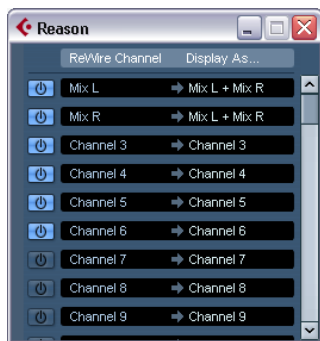 Reason
ReWire Channel Display As...
Mix L Mix L + Mix R
Mix R Mix L + Mix R
Channel 3 Channel 3
Channel 4 Channel 4
Channel 5 Channel 5
Channel 6 Channel 6
Channel 7 Channel 7
Channel 8 Channel 8
Channel 9 Channel 9